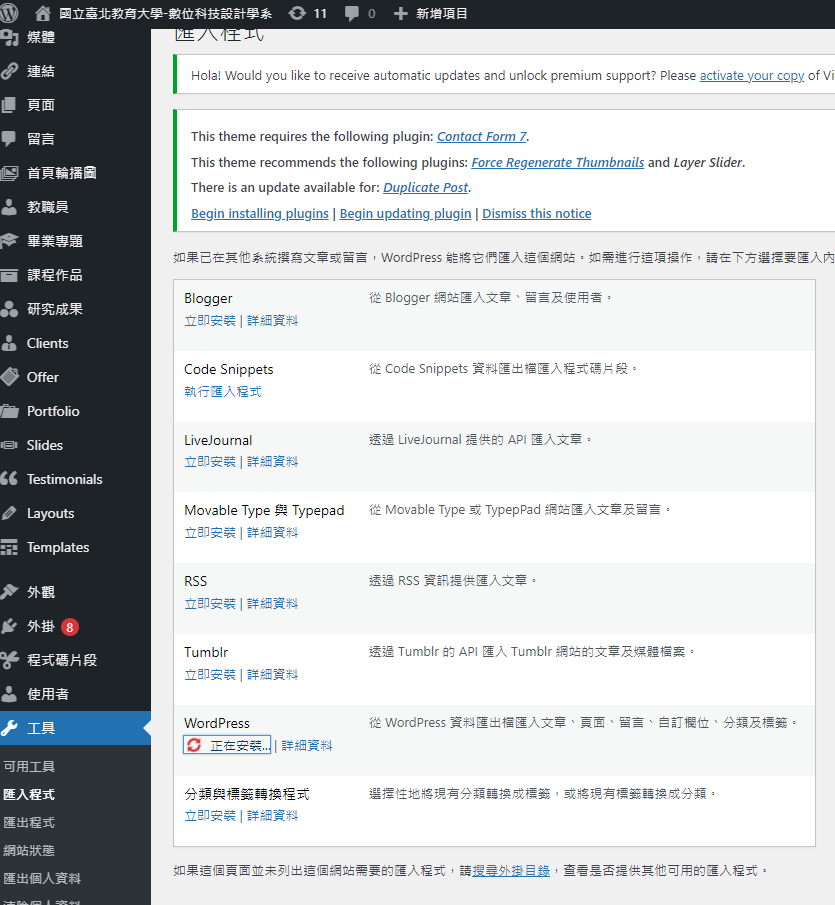 國立臺北教育大學-數位科技設計學系 11 0 新增項目
媒體
連結
頁面
留言
首頁輪播圖
教職員
畢業專題
課程作品
研究成果
Clients
Offer
Portfolio
Slides
Testimonials
Layouts
Templates
外觀
外掛 8
程式碼片段
使用者
工具
可用工具
匯入程式
匯出程式
網站狀態
匯出個人資料
清除個人資料
匯入程式
Hola! Would you like to receive automatic updates and unlock premium support? Please activate your copy of Vi
This theme requires the following plugin: Contact Form 7.
This theme recommends the following plugins: Force Regenerate Thumbnails and Layer Slider.
There is an update available for: Duplicate Post.
Begin installing plugins | Begin updating plugin | Dismiss this notice
如果已在其他系統撰寫文章或留言，WordPress 能將它們匯入這個網站。如需進行這項操作，請在下方選擇要匯入內
Blogger 從 Blogger 網站匯入文章、留言及使用者。
立即安裝 | 詳細資料
Code Snippets 從 Code Snippets 資料匯出檔匯入程式碼片段。
執行匯入程式
LiveJournal 透過 LiveJournal 提供的 API 匯入文章。
立即安裝 | 詳細資料
Movable Type 與 Typepad 從 Movable Type 或 TypepPad 網站匯入文章及留言。
立即安裝 | 詳細資料
RSS 透過 RSS 資訊提供匯入文章。
立即安裝 | 詳細資料
Tumblr 透過 Tumblr 的 API 匯入 Tumblr 網站的文章及媒體檔案。
立即安裝 | 詳細資料
WordPress 從 WordPress 資料匯出檔匯入文章、頁面、留言、自訂欄位、分類及標籤。
正在安裝... | 詳細資料
分類與標籤轉換程式 選擇性地將現有分類轉換成標籤，或將現有標籤轉換成分類。
立即安裝 | 詳細資料
如果這個頁面並未列出這個網站需要的匯入程式，請搜尋外掛目錄，查看是否提供其他可用的匯入程式。